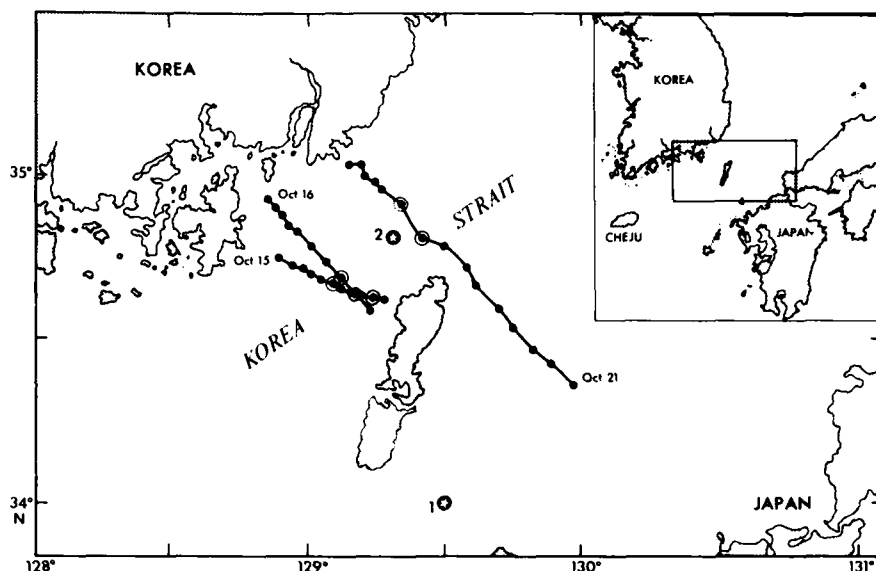 KOREA
35°
Oct 16
Oct 15
2
STRAIT
KOREA
Oct 21
34°
N
1
JAPAN
128°
129°
130°
131°
KOREA
CHEJU
JAPAN